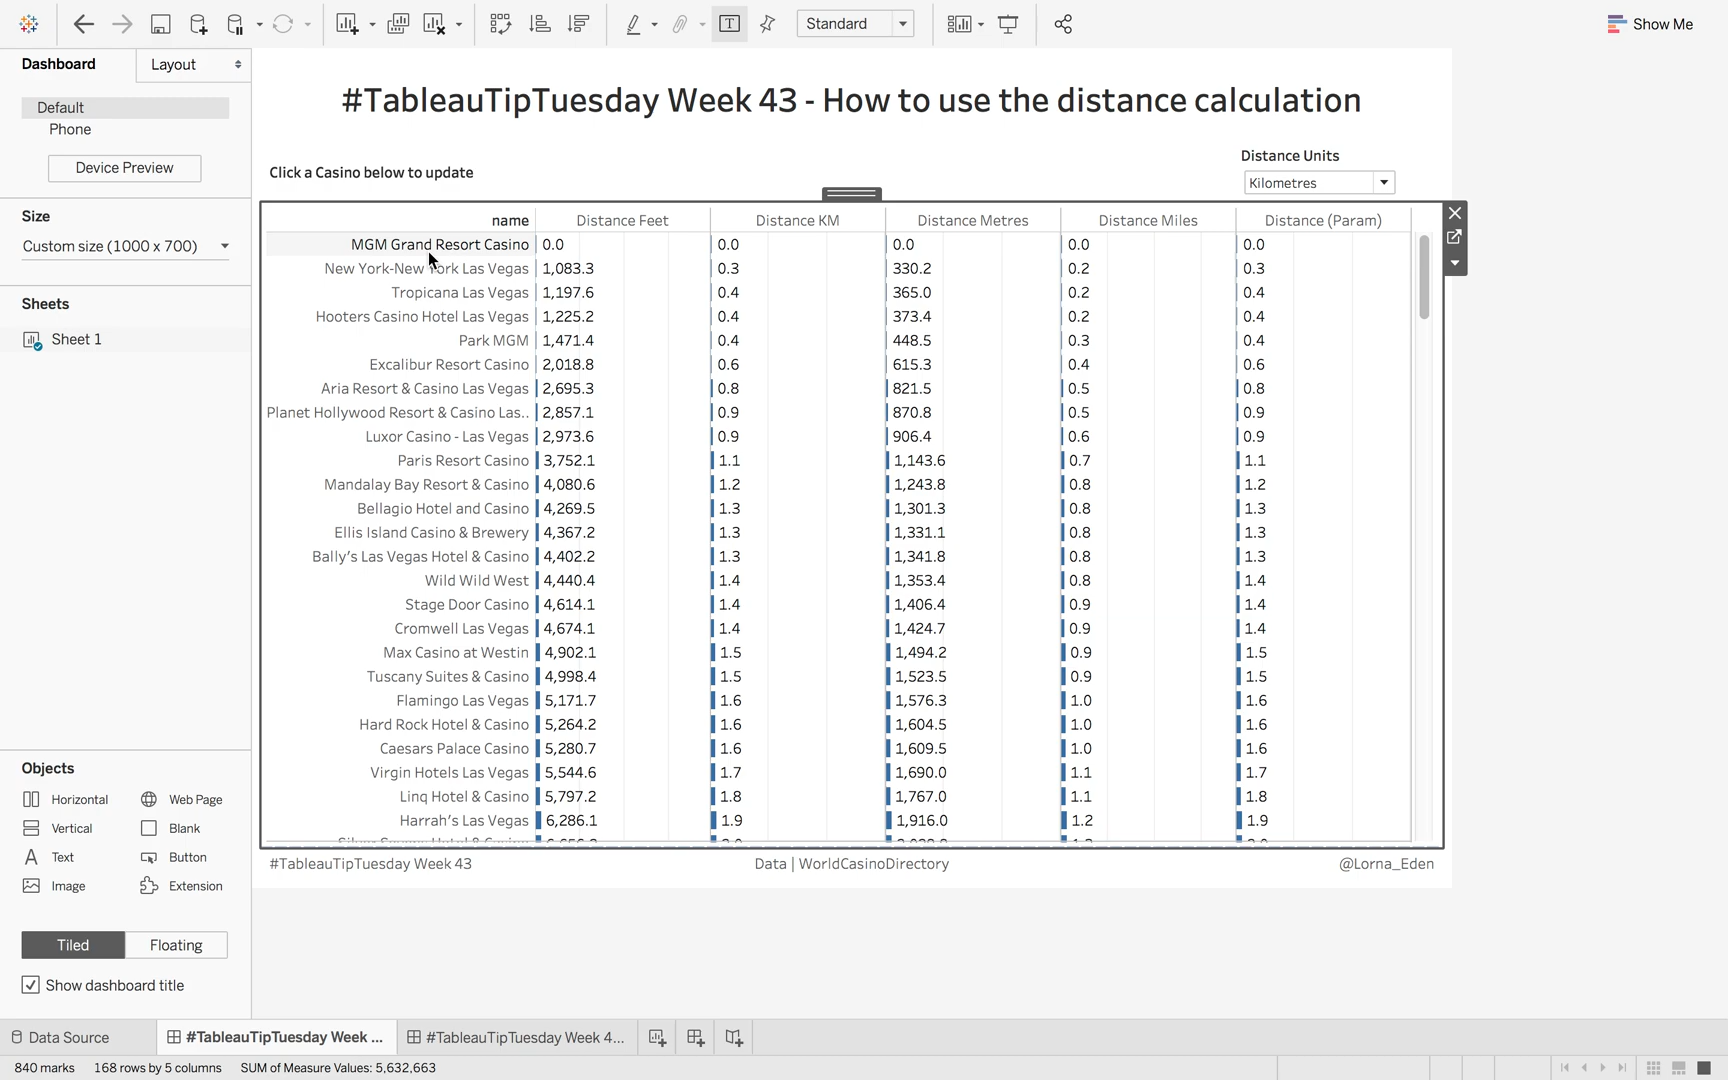 Standard
Show Me
Dashboard
Layout
Default
Phone
Device Preview
Size
Custom size (1000 x 700)
Sheets
Sheet 1
Objects
Horizontal
Web Page
Vertical
Blank
Text
Button
Image
Extension
Tiled
Floating
Show dashboard title
#TableauTipTuesday Week 43 - How to use the distance calculation
Click a Casino below to update
Distance Units
Kilometres
name Distance Feet Distance KM Distance Metres Distance Miles Distance (Param)
MGM Grand Resort Casino 0.0 0.0 0.0 0.0 0.0
New York-New York Las Vegas 1,083.3 0.3 330.2 0.2 0.3
Tropicana Las Vegas 1,197.6 0.4 365.0 0.2 0.4
Hooters Casino Hotel Las Vegas 1,225.2 0.4 373.4 0.2 0.4
Park MGM 1,471.4 0.4 448.5 0.3 0.4
Excalibur Resort Casino 2,018.8 0.6 615.3 0.4 0.6
Aria Resort & Casino Las Vegas 2,695.3 0.8 821.5 0.5 0.8
Planet Hollywood Resort & Casino Las.. 2,857.1 0.9 870.8 0.5 0.9
Luxor Casino - Las Vegas 2,973.6 0.9 906.4 0.6 0.9
Paris Resort Casino 3,752.1 1.1 1,143.6 0.7 1.1
Mandalay Bay Resort & Casino 4,080.6 1.2 1,243.8 0.8 1.2
Bellagio Hotel and Casino 4,269.5 1.3 1,301.3 0.8 1.3
Ellis Island Casino & Brewery 4,367.2 1.3 1,331.1 0.8 1.3
Bally's Las Vegas Hotel & Casino 4,402.2 1.3 1,341.8 0.8 1.3
Wild Wild West 4,440.4 1.4 1,353.4 0.8 1.4
Stage Door Casino 4,614.1 1.4 1,406.4 0.9 1.4
Cromwell Las Vegas 4,674.1 1.4 1,424.7 0.9 1.4
Max Casino at Westin 4,902.1 1.5 1,494.2 0.9 1.5
Tuscany Suites & Casino 4,998.4 1.5 1,523.5 0.9 1.5
Flamingo Las Vegas 5,171.7 1.6 1,576.3 1.0 1.6
Hard Rock Hotel & Casino 5,264.2 1.6 1,604.5 1.0 1.6
Caesars Palace Casino 5,280.7 1.6 1,609.5 1.0 1.6
Virgin Hotels Las Vegas 5,544.6 1.7 1,690.0 1.1 1.7
Linq Hotel & Casino 5,797.2 1.8 1,767.0 1.1 1.8
Harrah's Las Vegas 6,286.1 1.9 1,916.0 1.2 1.9
#TableauTipTuesday Week 43
Data | WorldCasinoDirectory
@Lorna_Eden
Data Source
#TableauTipTuesday Week ...
#TableauTipTuesday Week 4...
840 marks
168 rows by 5 columns
SUM of Measure Values: 5,632,663